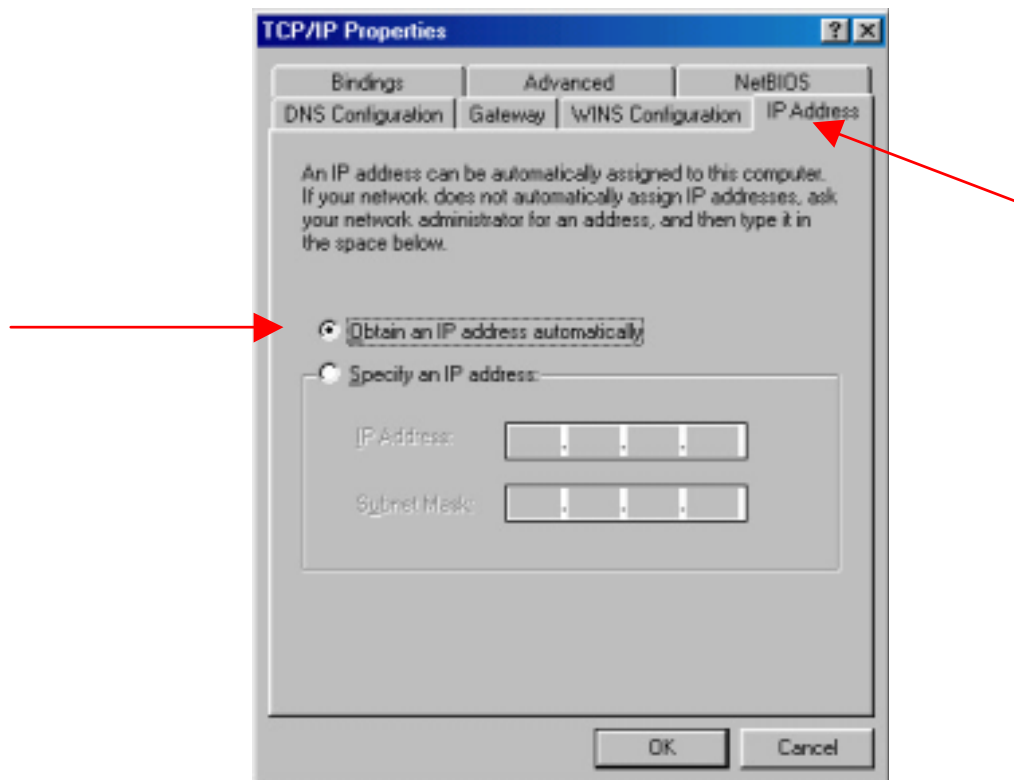 TCP/IP Properties
Bindings Advanced NetBIOS
DNS Configuration Gateway WINS Configuration IP Address
An IP address can be automatically assigned to this computer.
If your network does not automatically assign IP addresses, ask
your network administrator for an address, and then type it in
the space below.
Obtain an IP address automatically
Specify an IP address:
IP Address:
Subnet Mask:
OK Cancel